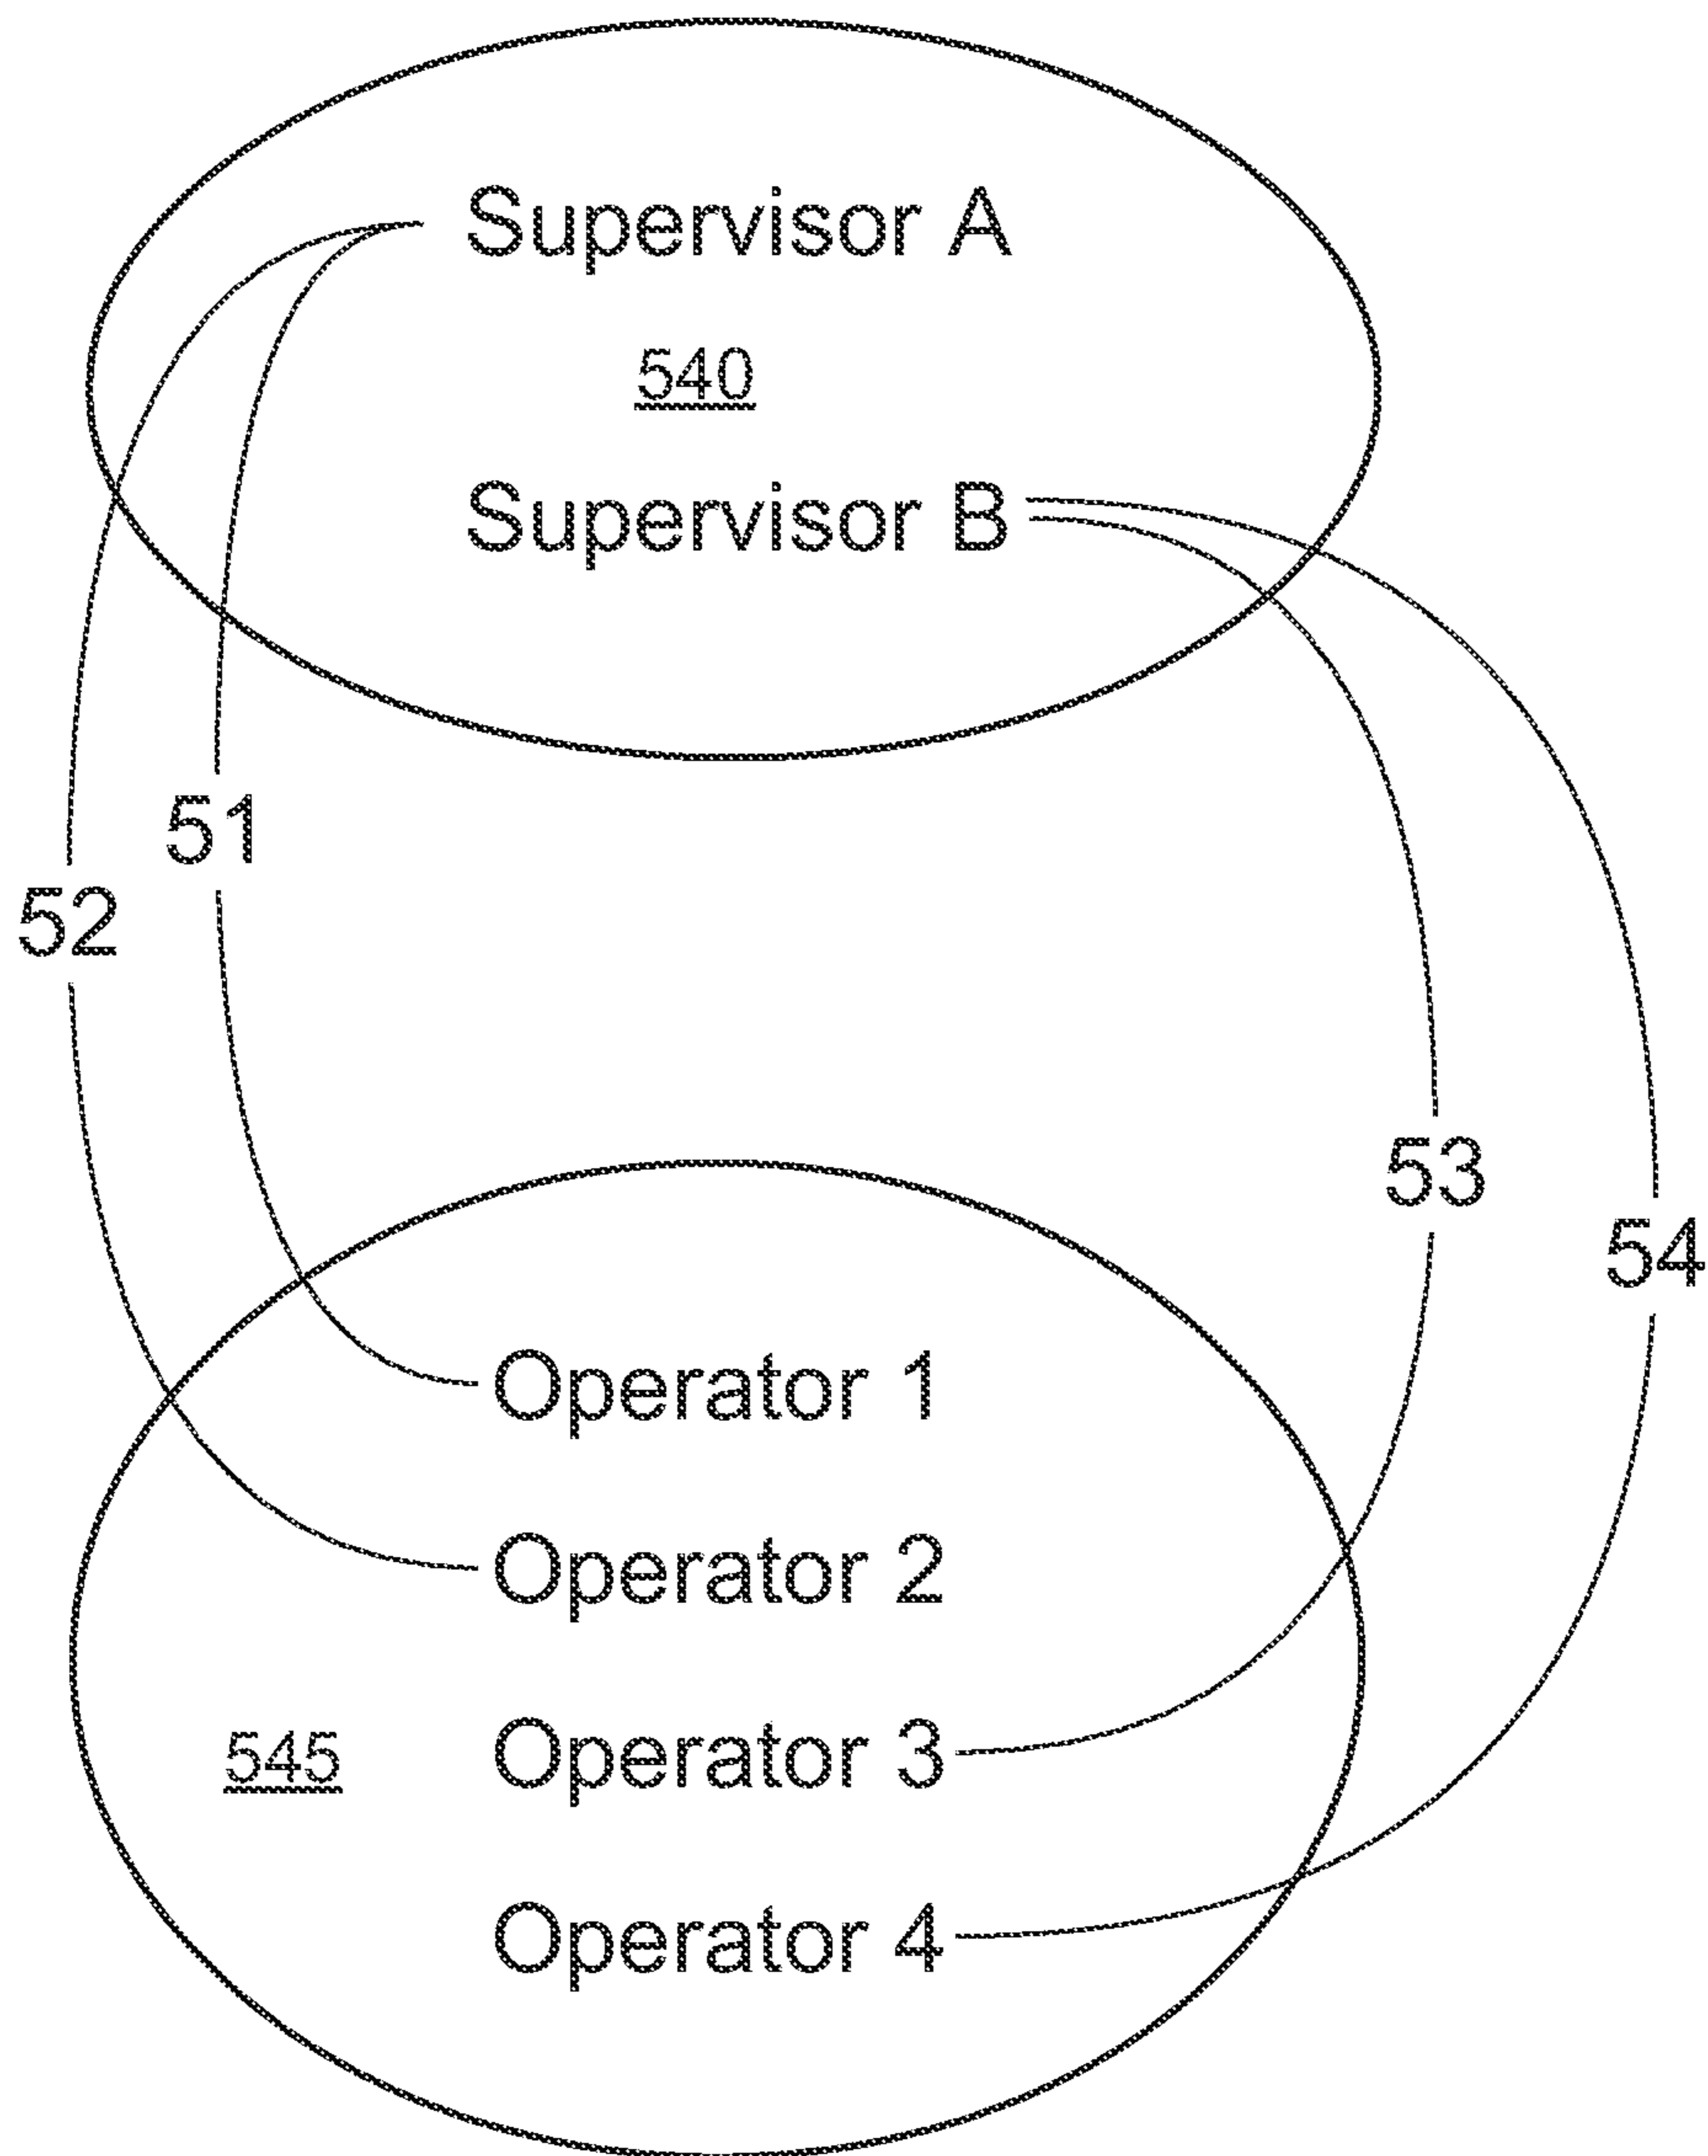 Supervisor A
540
Supervisor B
51
52
53
54
Operator 1
Operator 2
545 Operator 3
Operator 4